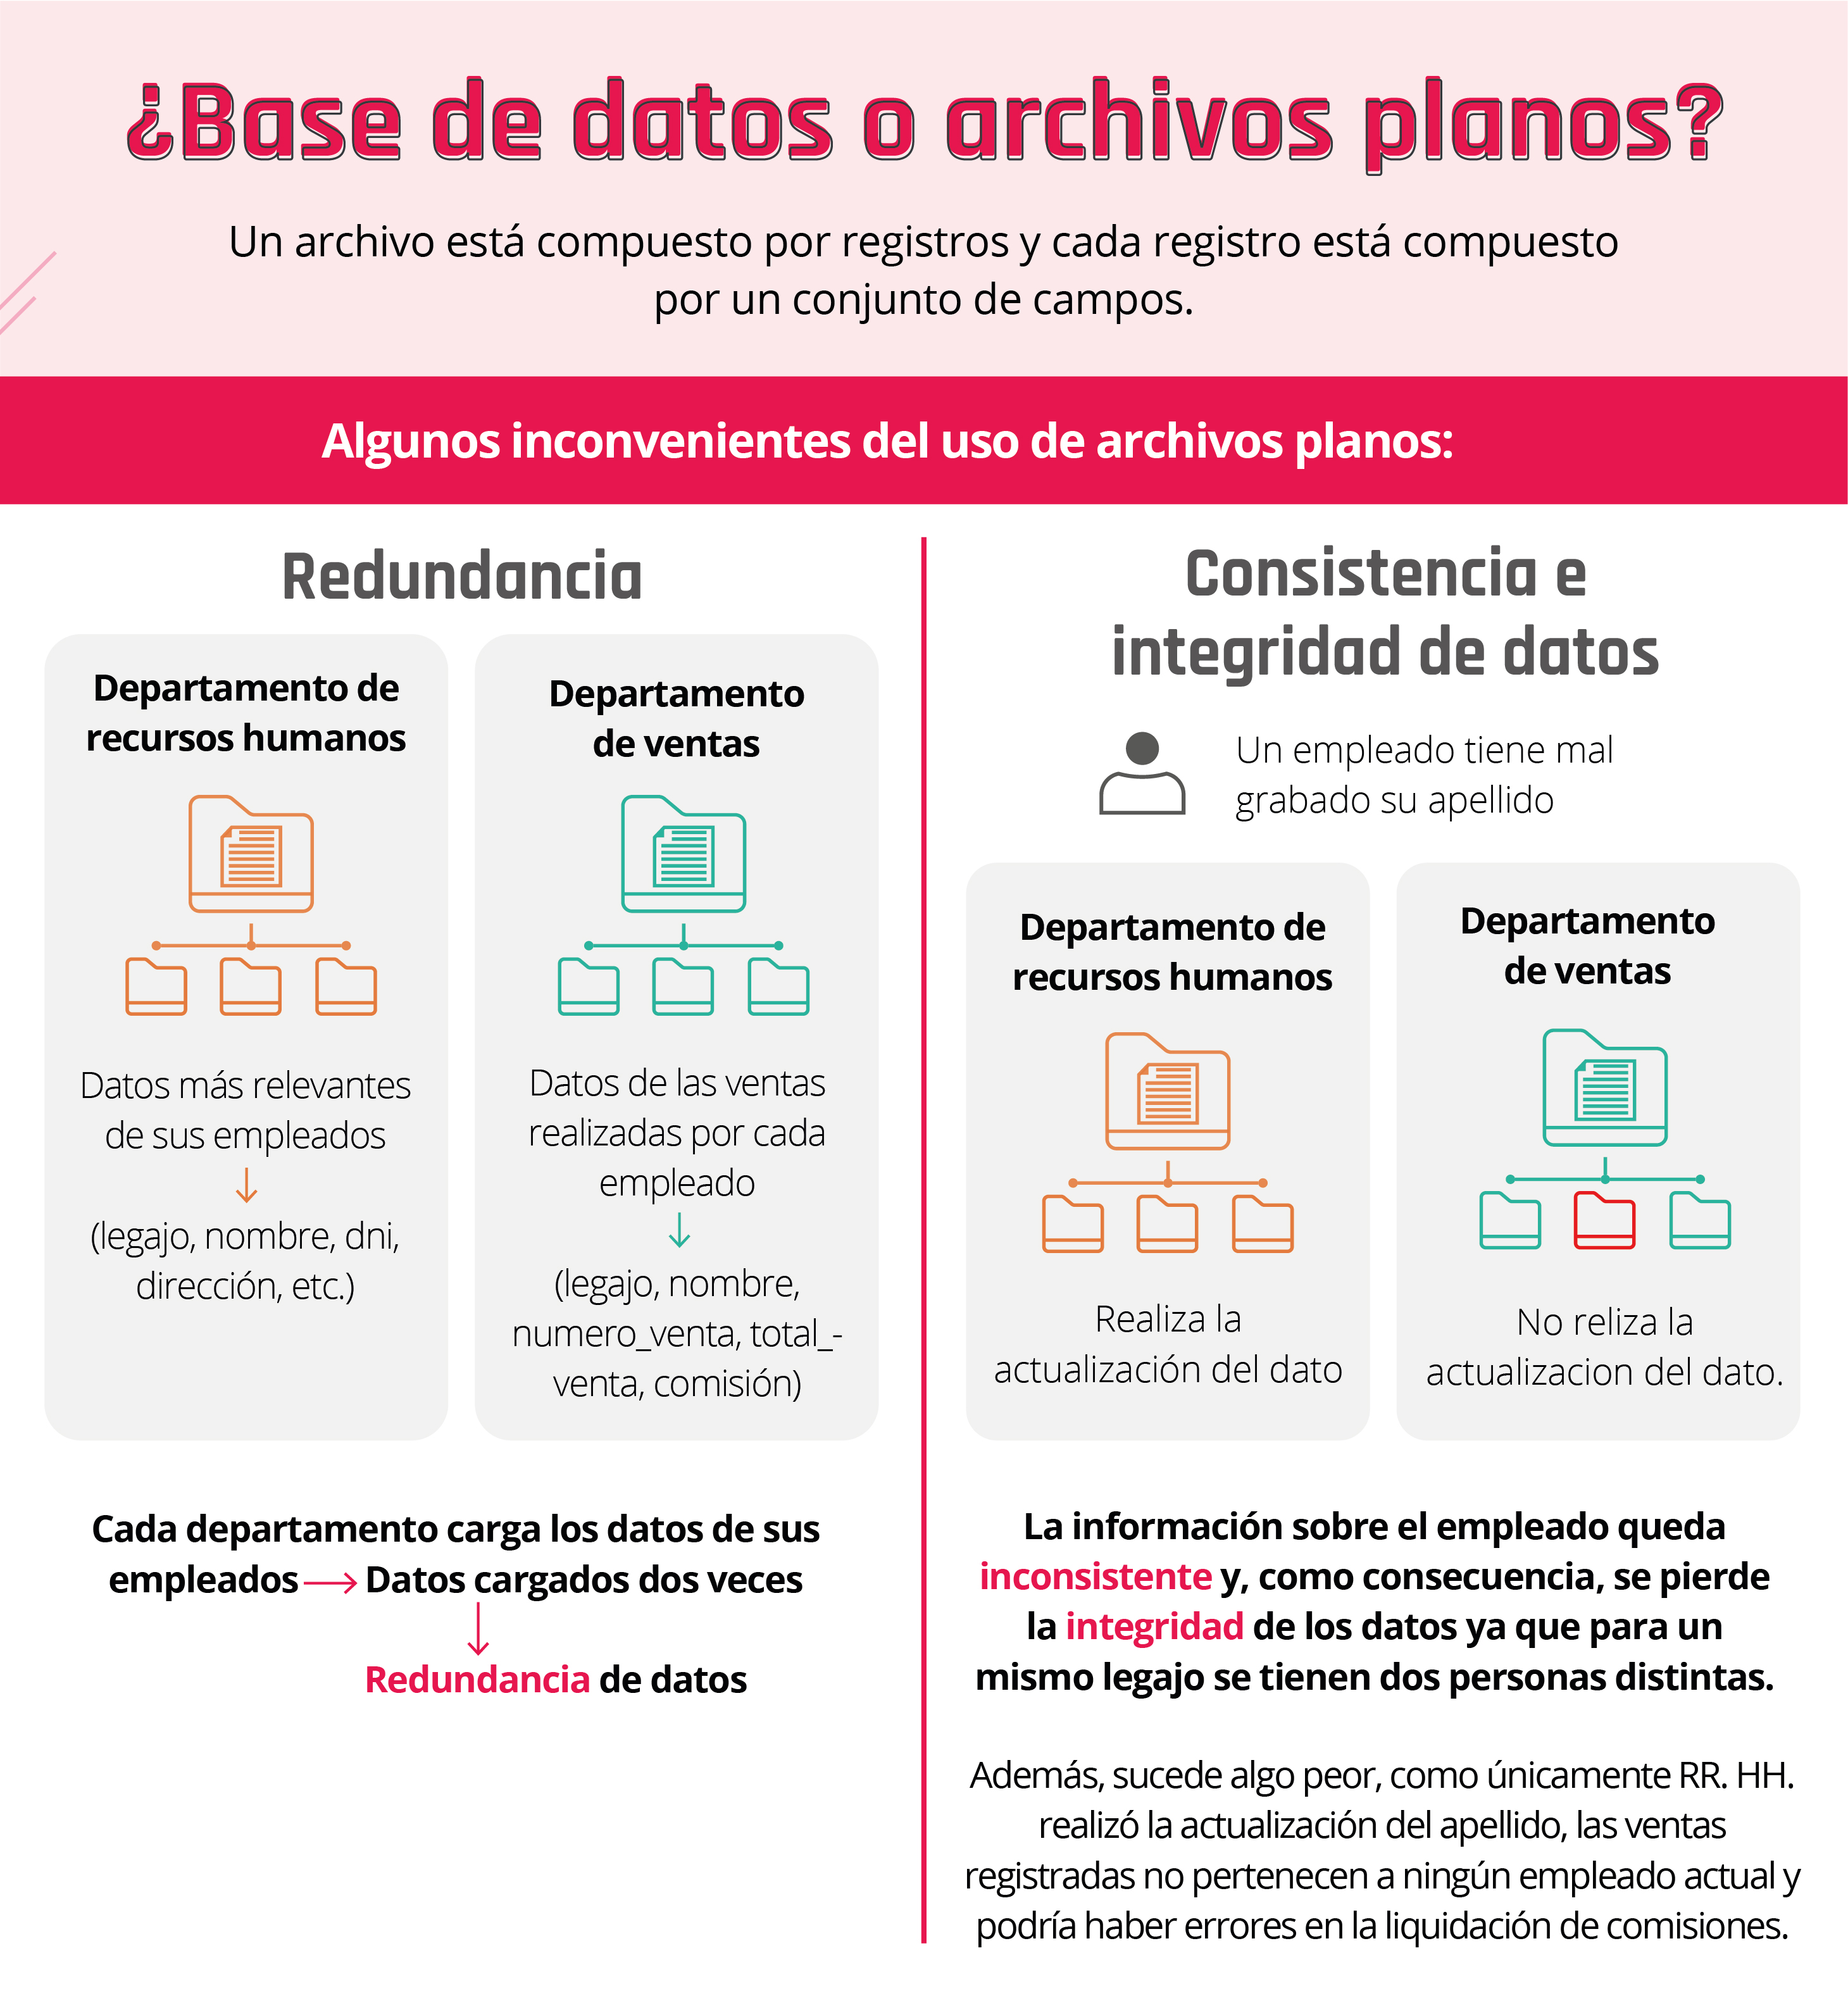 ¿Base de datos o archivos planos?
Un archivo está compuesto por registros y cada registro está compuesto
por un conjunto de campos.
Algunos inconvenientes del uso de archivos planos:
Redundancia
Departamento de
recursos humanos
Datos más relevantes
de sus empleados
(legajo, nombre, dni,
dirección, etc.)
Departamento
de ventas
Datos de las ventas
realizadas por cada
empleado
(legajo, nombre,
numero_venta, total_-
venta, comisión)
Cada departamento carga los datos de sus
empleados → Datos cargados dos veces
Redundancia de datos
Consistencia e
integridad de datos
Un empleado tiene mal
grabado su apellido
Departamento de
recursos humanos
Realiza la
actualización del dato
Departamento
de ventas
No reliza la
actualizacion del dato.
La información sobre el empleado queda
inconsistente y, como consecuencia, se pierde
la integridad de los datos ya que para un
mismo legajo se tienen dos personas distintas.
Además, sucede algo peor, como únicamente RR. HH.
realizó la actualización del apellido, las ventas
registradas no pertenecen a ningún empleado actual y
podría haber errores en la liquidación de comisiones.